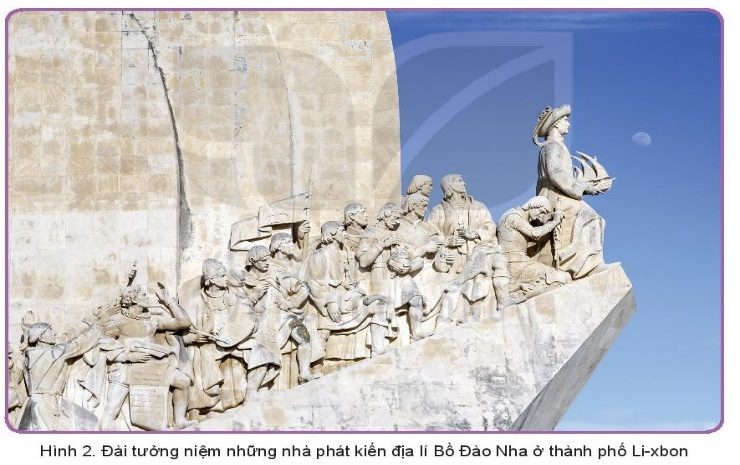 Hình 2. Đài tưởng niệm những nhà phát kiến địa lí Bồ Đào Nha ở thành phố Li-xbon